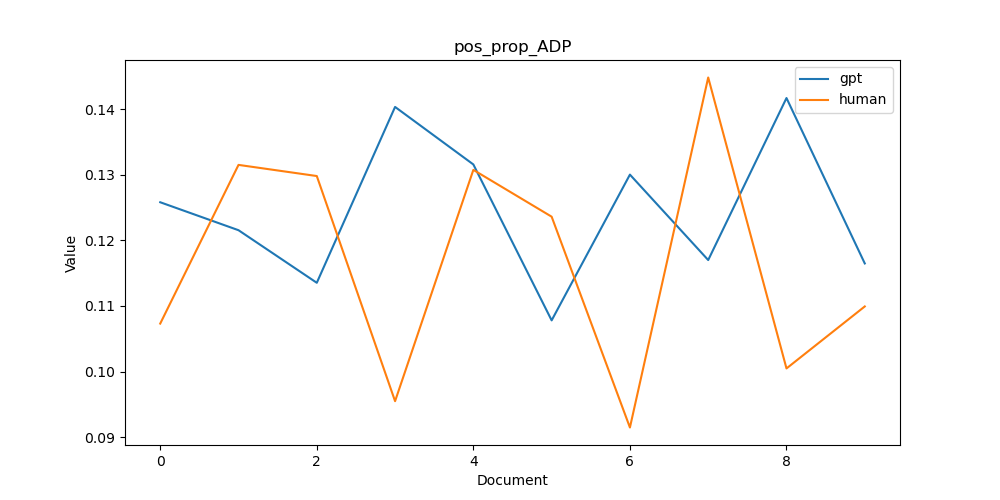 pos_prop_ADP
gpt
human
Value
0.14
0.13
0.12
0.11
0.10
0.09
0 2 4 6 8
Document